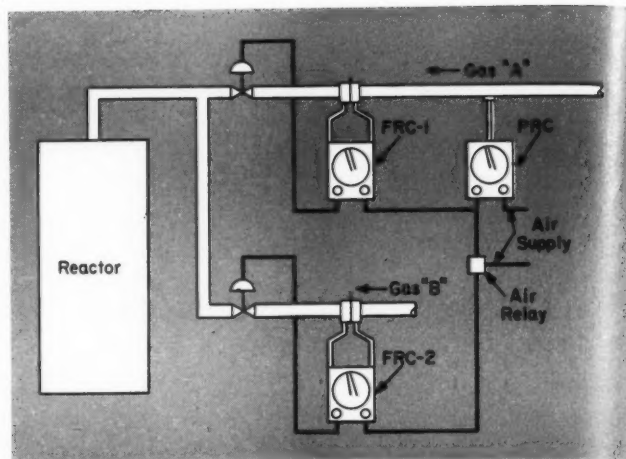 Gas "A"
FRC-1
PRC
Air
Supply
Reactor
Gas "B"
Air
Relay
FRC-2